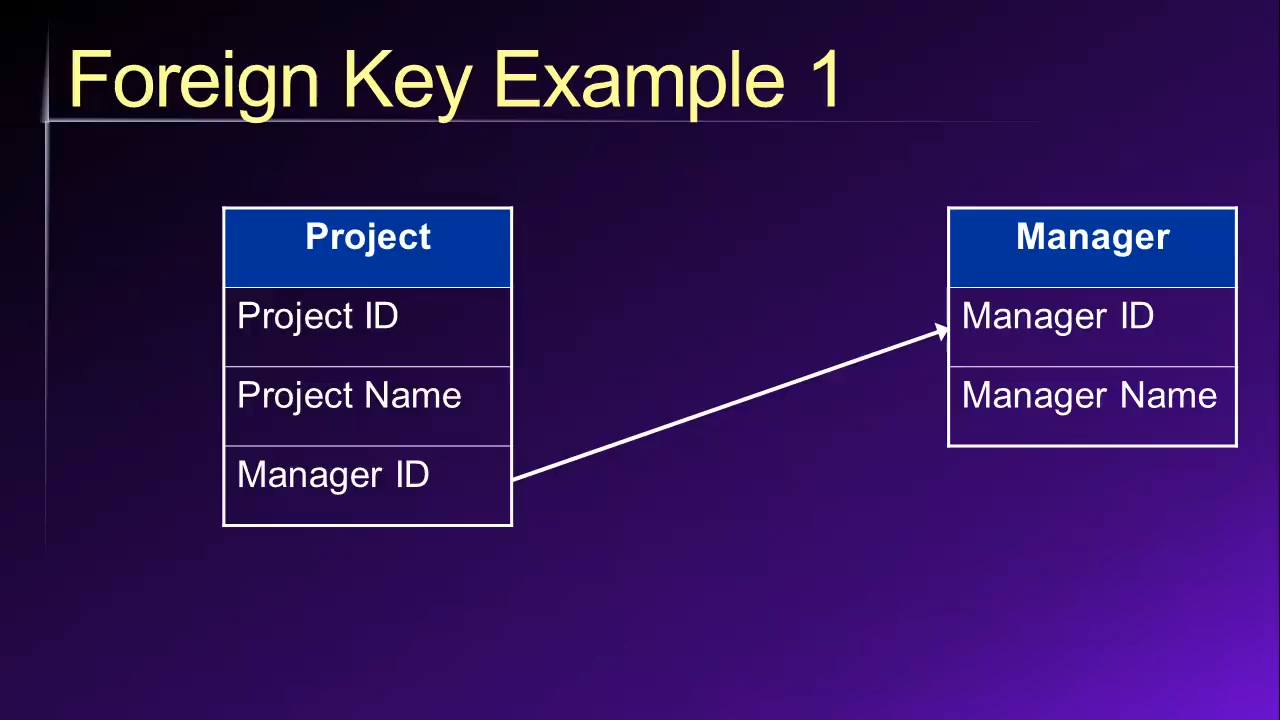 Foreign Key Example 1
Project
Project ID
Project Name
Manager ID
Manager
Manager ID
Manager Name